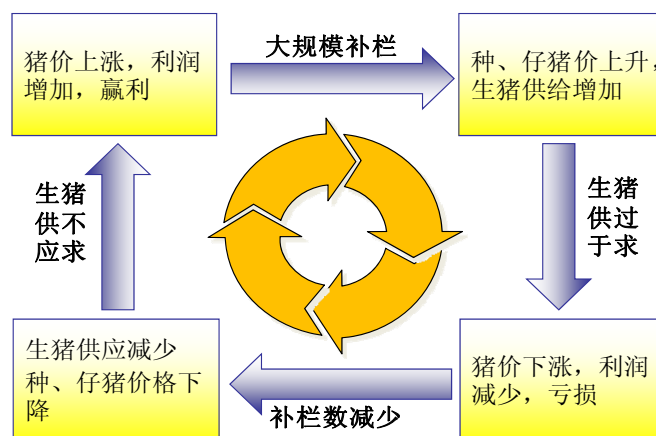 猪价上涨，利润
增加，赢利
大规模补栏
种、仔猪价上升，
生猪供给增加
生猪
供过
于求
猪价下涨，利润
减少，亏损
补栏数减少
生猪供应减少
种、仔猪价格下
降
生猪
供不
应求